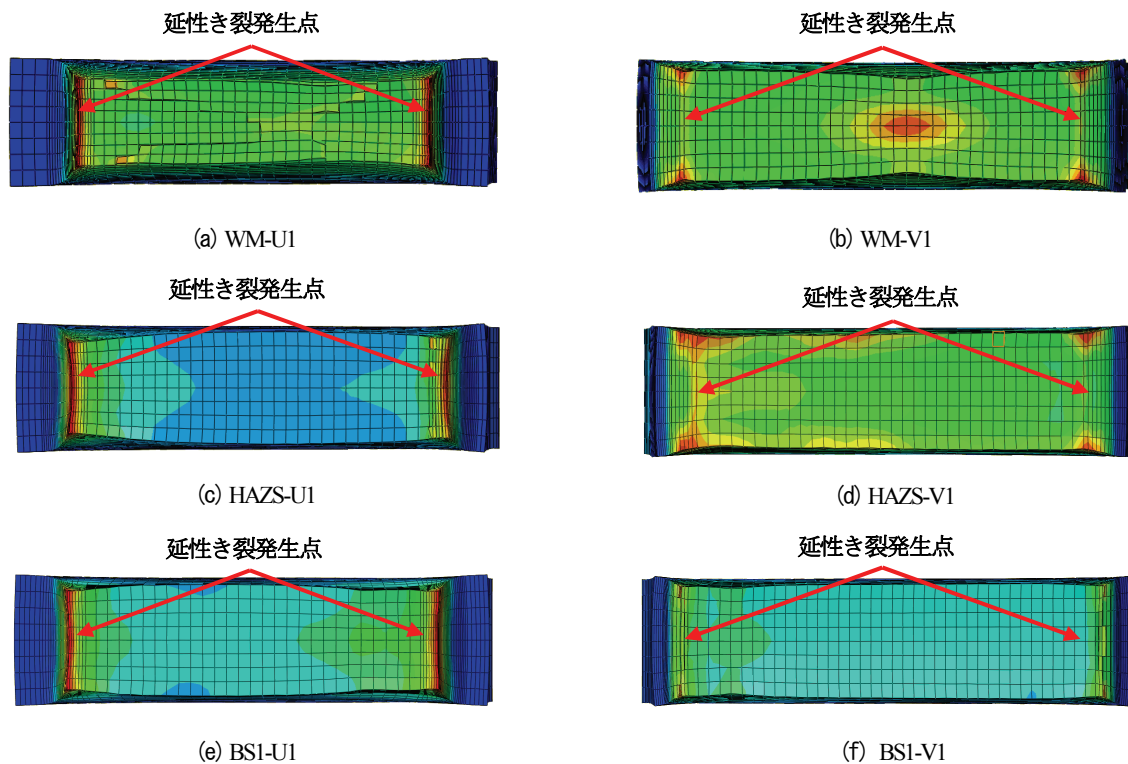 延性き裂発生点
延性き裂発生点
(a) WM-U1
(b) WM-V1
延性き裂発生点
延性き裂発生点
(c) HAZS-U1
(d) HAZS-V1
延性き裂発生点
延性き裂発生点
(e) BS1-U1
(f) BS1-V1